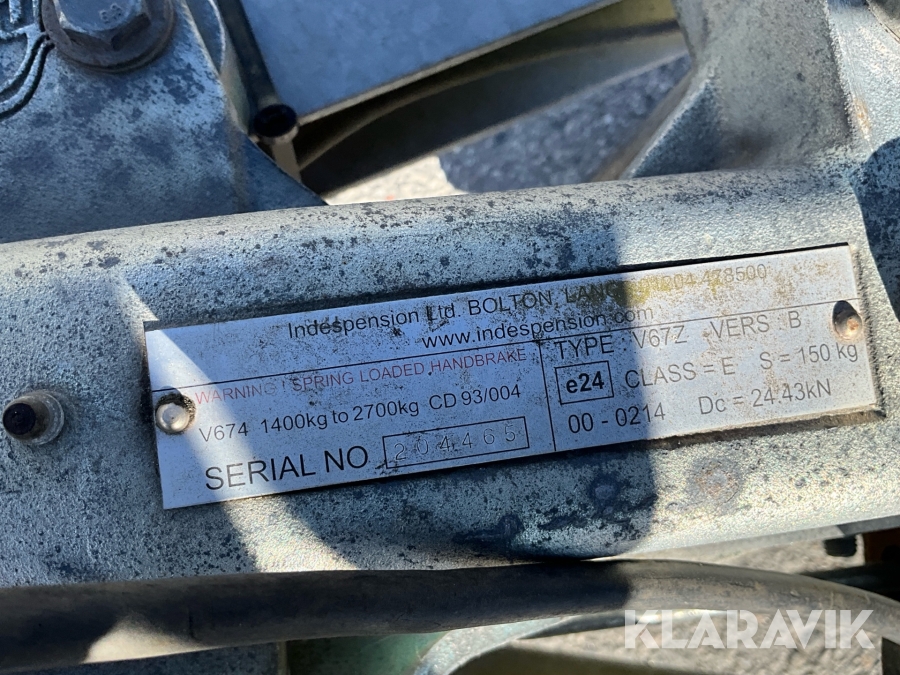 Indespension Ltd. BOLTON, 478500
www.indespension.com
WARNING! SPRING LOADED HANDBRAKE
V674 1400kg to 2700kg CD 93/004
SERIAL NO 204465
TYPE V67Z VERS B
e24 CLASS = E S = 150 kg
00 - 0214 Dc = 24.43kN
KLARAVIK